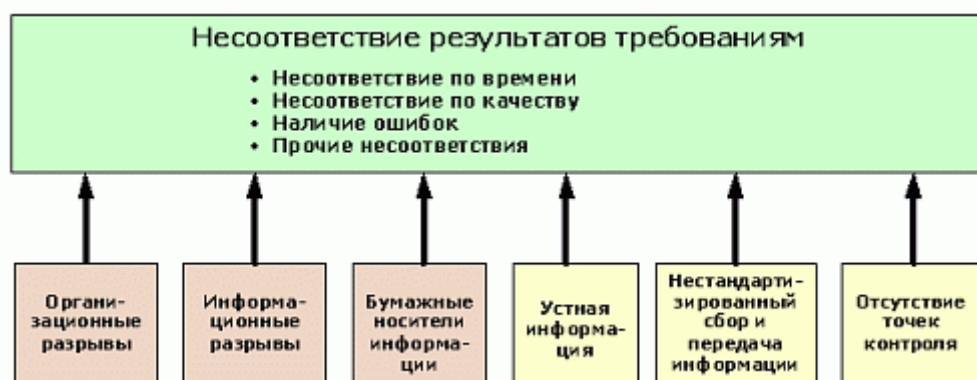 Несоответствие результатов требованиям
• Несоответствие по времени
• Несоответствие по качеству
• Наличие ошибок
• Прочие несоответствия
Органи-
зационные
разрывы
Информа-
ционные
разрывы
Бумажные
носители
информа-
ции
Устная
информа-
ция
Нестандарти-
зированный
сбор и
передача
информации
Отсутствие
точек
контроля